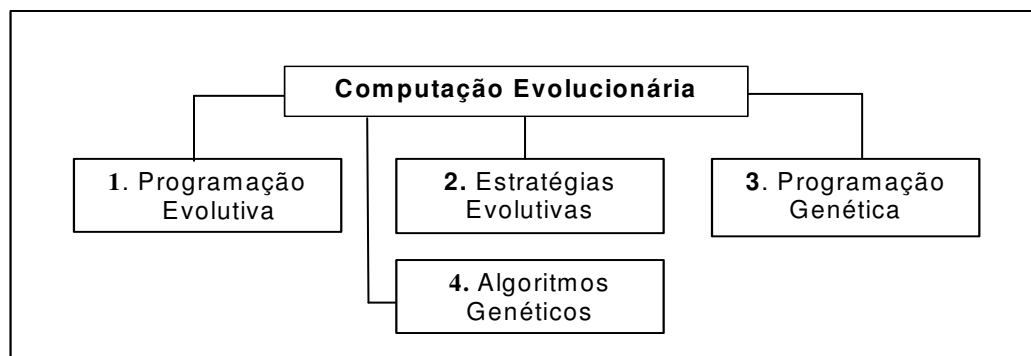 Computação Evolucionária
1. Programação
Evolutiva
2. Estratégias
Evolutivas
3. Programação
Genética
4. Algoritmos
Genéticos